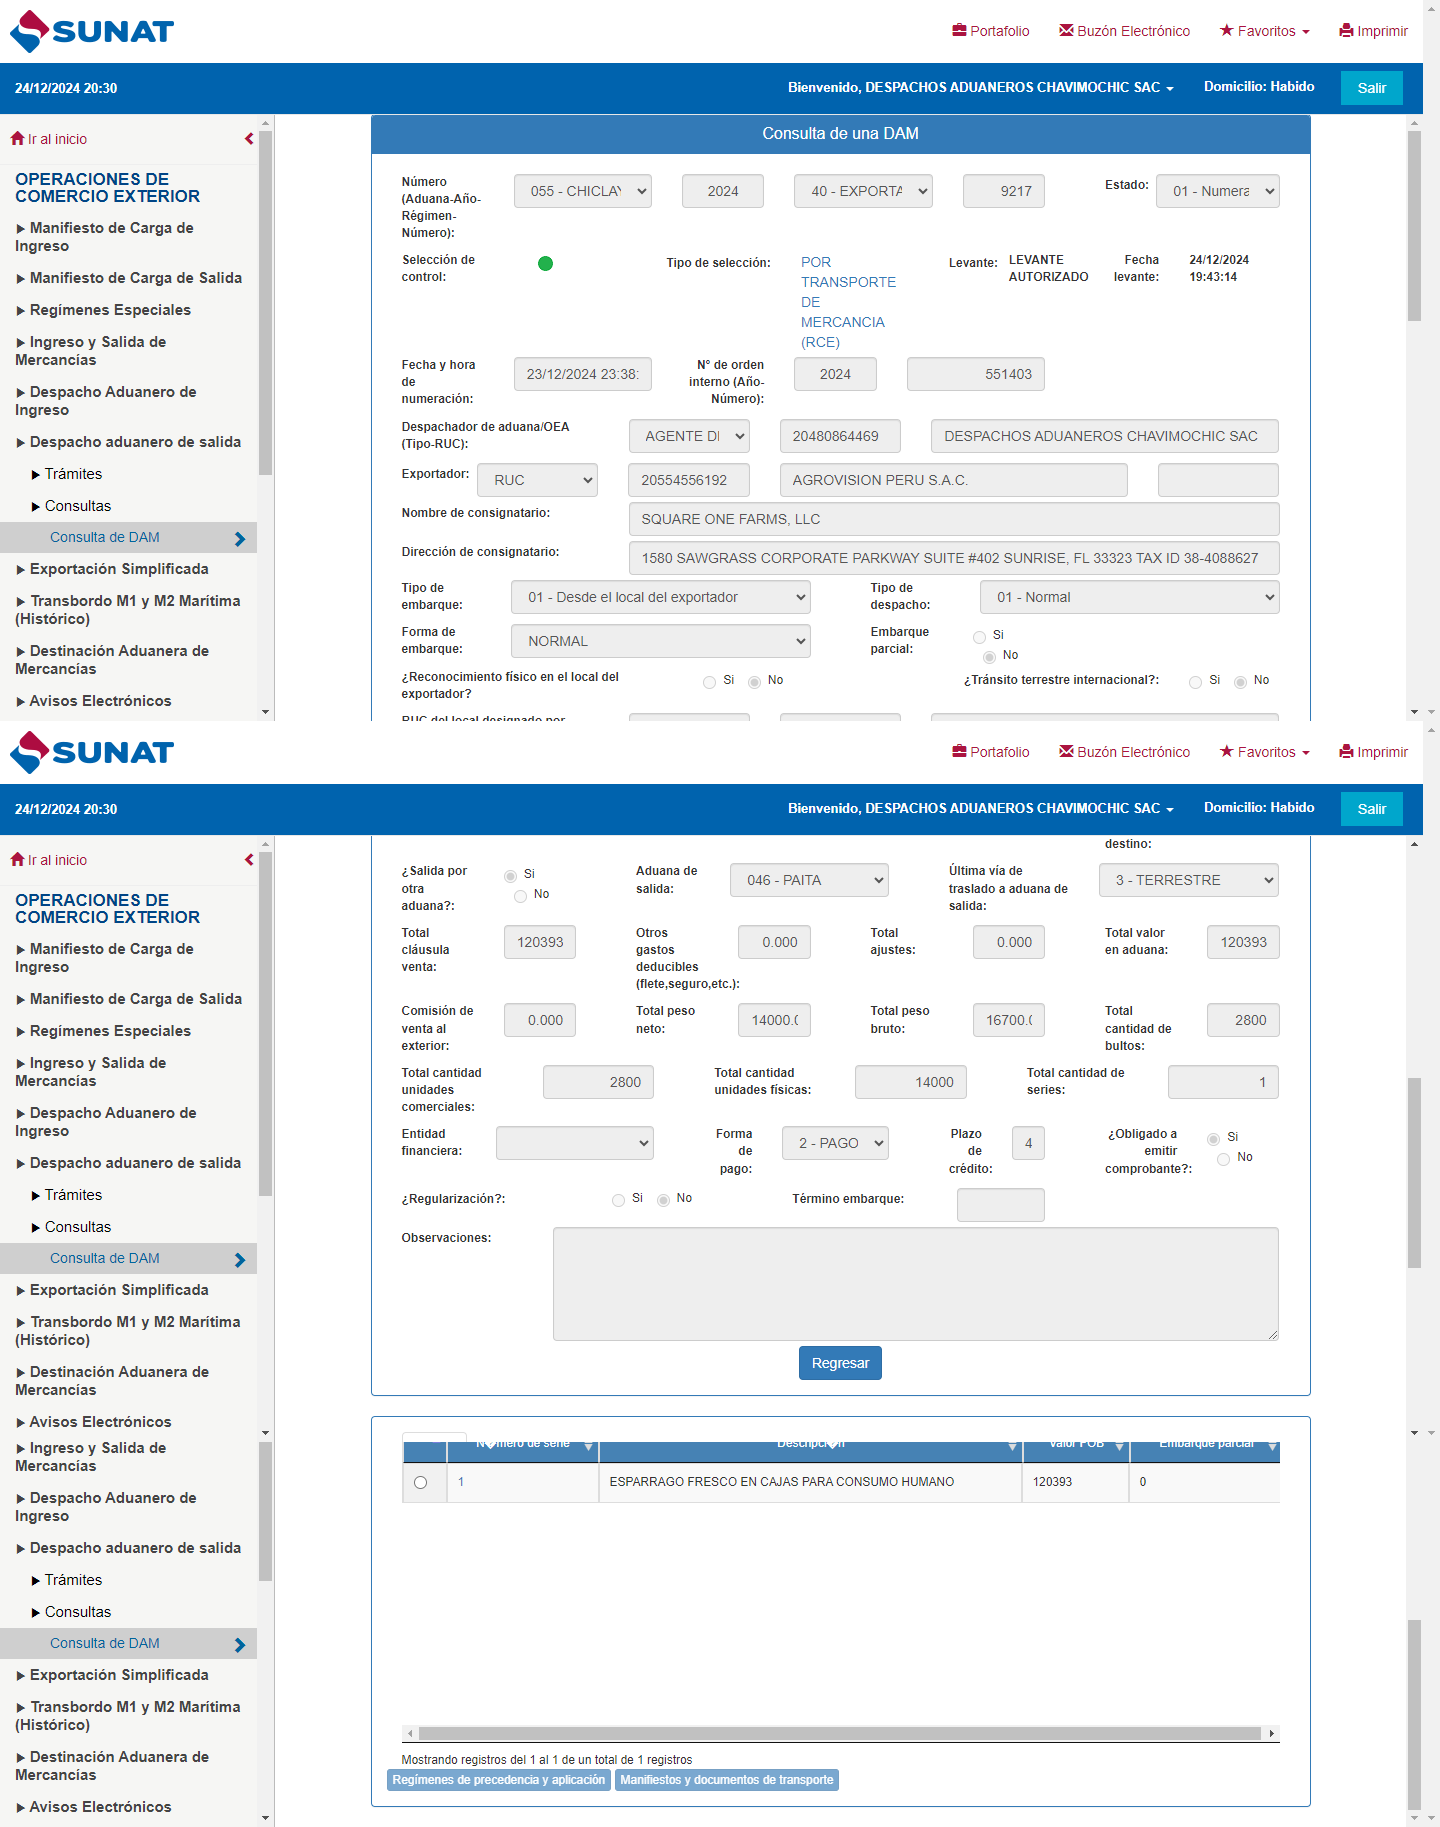 SUNAT
Portafolio Buzón Electrónico Favoritos Imprimir
24/12/2024 20:30 Bienvenido, DESPACHOS ADUANEROS CHAVIMOCHIC SAC Domicilio: Habido Salir
Ir al inicio
OPERACIONES DE
COMERCIO EXTERIOR
Manifiesto de Carga de
Ingreso
Manifiesto de Carga de Salida
Regímenes Especiales
Ingreso y Salida de
Mercancías
Despacho Aduanero de
Ingreso
Despacho aduanero de salida
Trámites
Consultas
Consulta de DAM
Exportación Simplificada
Transbordo M1 y M2 Marítima
(Histórico)
Destinación Aduanera de
Mercancías
Avisos Electrónicos
Consulta de una DAM
Número
(Aduana-Año-
Régimen-
Número):
055 - CHICLAY 2024 40 - EXPORTA 9217 Estado: 01 - Numera
Selección de
control:
Tipo de selección:
POR
TRANSPORTE
DE
MERCANCIA
(RCE)
Levante: LEVANTE
AUTORIZADO
Fecha
levante:
24/12/2024
19:43:14
Fecha y hora
de
numeración:
23/12/2024 23:38:
N° de orden
interno (Año-
Número):
2024 551403
Despachador de aduana/OEA
(Tipo-RUC):
AGENTE DI 20480864469 DESPACHOS ADUANEROS CHAVIMOCHIC SAC
Exportador: RUC 20554556192 AGROVISION PERU S.A.C.
Nombre de consignatario: SQUARE ONE FARMS, LLC
Dirección de consignatario: 1580 SAWGRASS CORPORATE PARKWAY SUITE #402 SUNRISE, FL 33323 TAX ID 38-4088627
Tipo de
embarque:
01 - Desde el local del exportador
Tipo de
despacho:
01 - Normal
Forma de
embarque:
NORMAL
Embarque
parcial:
Si
No
¿Reconocimiento físico en el local del
exportador?
Si No
¿Tránsito terrestre internacional?: Si No
RUC del local designado por
SUNAT
Portafolio Buzón Electrónico Favoritos Imprimir
24/12/2024 20:30 Bienvenido, DESPACHOS ADUANEROS CHAVIMOCHIC SAC Domicilio: Habido Salir
Ir al inicio
OPERACIONES DE
COMERCIO EXTERIOR
Manifiesto de Carga de
Ingreso
Manifiesto de Carga de Salida
Regímenes Especiales
Ingreso y Salida de
Mercancías
Despacho Aduanero de
Ingreso
Despacho aduanero de salida
Trámites
Consultas
Consulta de DAM
Exportación Simplificada
Transbordo M1 y M2 Marítima
(Histórico)
Destinación Aduanera de
Mercancías
Avisos Electrónicos
destino:
¿Salida por
otra
aduana?:
Si
No
Aduana de
salida:
046 - PAITA
Última vía de
traslado a aduana de
salida:
3 - TERRESTRE
Total
cláusula
venta:
120393
Otros
gastos
deducibles
(flete,seguro,etc.):
0.000
Total
ajustes:
0.000
Total valor
en aduana:
120393
Comisión de
venta al
exterior:
0.000
Total peso
neto:
14000.0
Total peso
bruto:
16700.0
Total
cantidad de
bultos:
2800
Total cantidad
unidades
comerciales:
2800
Total cantidad
unidades físicas:
14000
Total cantidad de
series:
1
Entidad
financiera:
Forma
de
pago:
2 - PAGO
Plazo
de
crédito:
4
¿Obligado a
emitir
comprobante?:
Si
No
¿Regularización?: Si No Término embarque:
Observaciones:
Regresar
Ingreso y Salida de
Mercancías
Despacho Aduanero de
Ingreso
Despacho aduanero de salida
Trámites
Consultas
Consulta de DAM
Exportación Simplificada
Transbordo M1 y M2 Marítima
(Histórico)
Destinación Aduanera de
Mercancías
Avisos Electrónicos
N�mero de serie Descripci�n Valor FOB Embarque parcial
1 ESPARRAGO FRESCO EN CAJAS PARA CONSUMO HUMANO 120393 0
Mostrando registros del 1 al 1 de un total de 1 registros
Regímenes de precedencia y aplicación Manifiestos y documentos de transporte